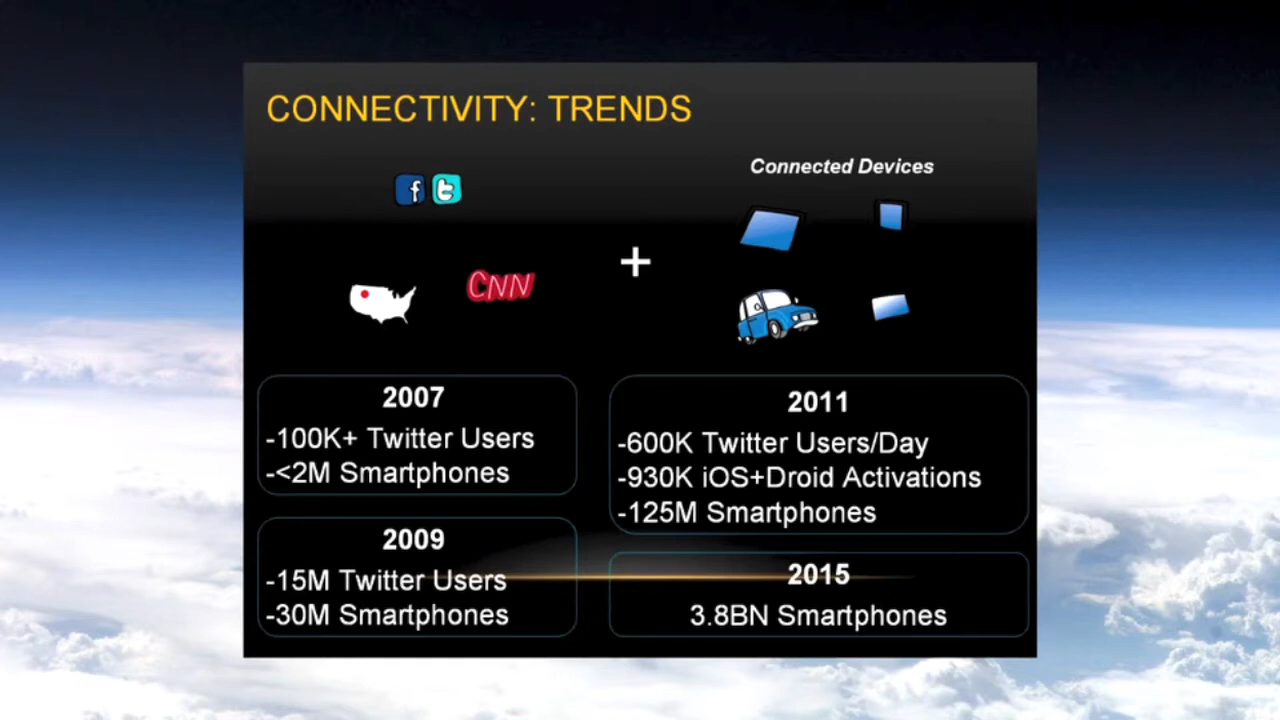 CONNECTIVITY: TRENDS
Connected Devices
f t
CNN
+
2007
-100K+ Twitter Users
-<2M Smartphones
2009
-15M Twitter Users
-30M Smartphones
2011
-600K Twitter Users/Day
-930K iOS+Droid Activations
-125M Smartphones
2015
3.8BN Smartphones